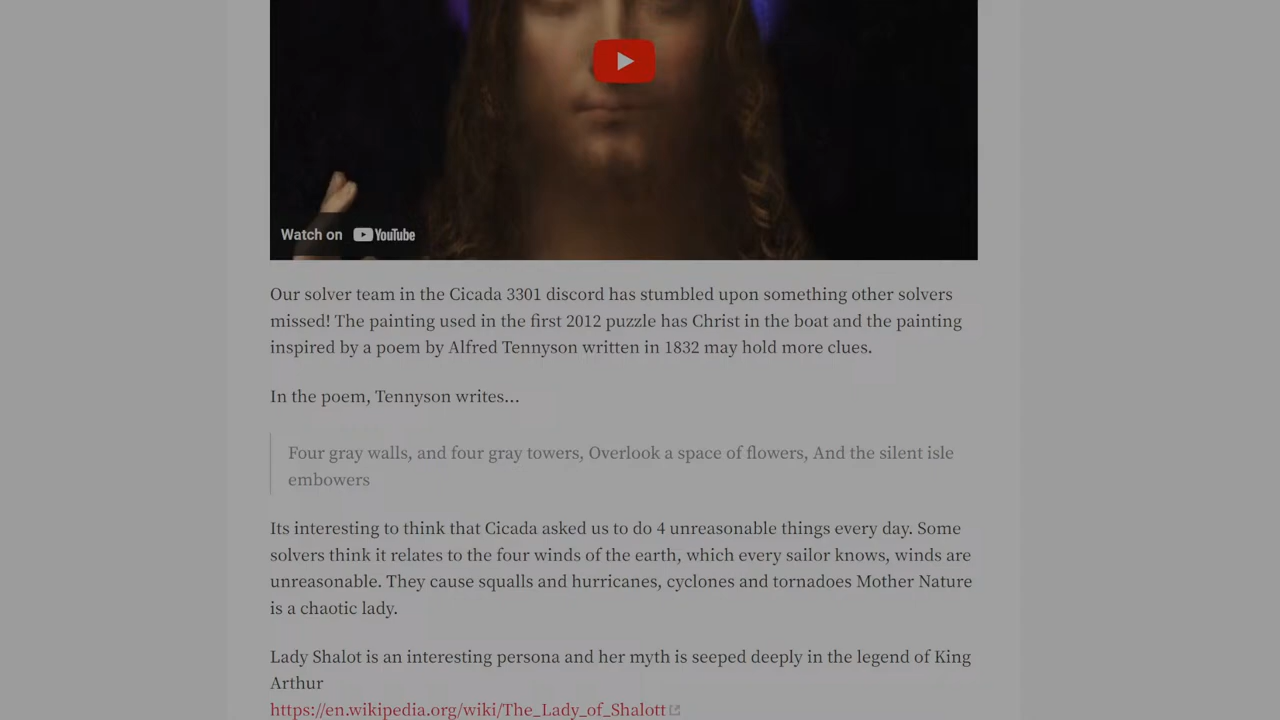 Watch on YouTube
Our solver team in the Cicada 3301 discord has stumbled upon something other solvers
missed! The painting used in the first 2012 puzzle has Christ in the boat and the painting
inspired by a poem by Alfred Tennyson written in 1832 may hold more clues.
In the poem, Tennyson writes...
Four gray walls, and four gray towers, Overlook a space of flowers, And the silent isle
embowers
Its interesting to think that Cicada asked us to do 4 unreasonable things every day. Some
solvers think it relates to the four winds of the earth, which every sailor knows, winds are
unreasonable. They cause squalls and hurricanes, cyclones and tornadoes Mother Nature
is a chaotic lady.
Lady Shalot is an interesting persona and her myth is seeped deeply in the legend of King
Arthur
https://en.wikipedia.org/wiki/The_Lady_of_Shalott